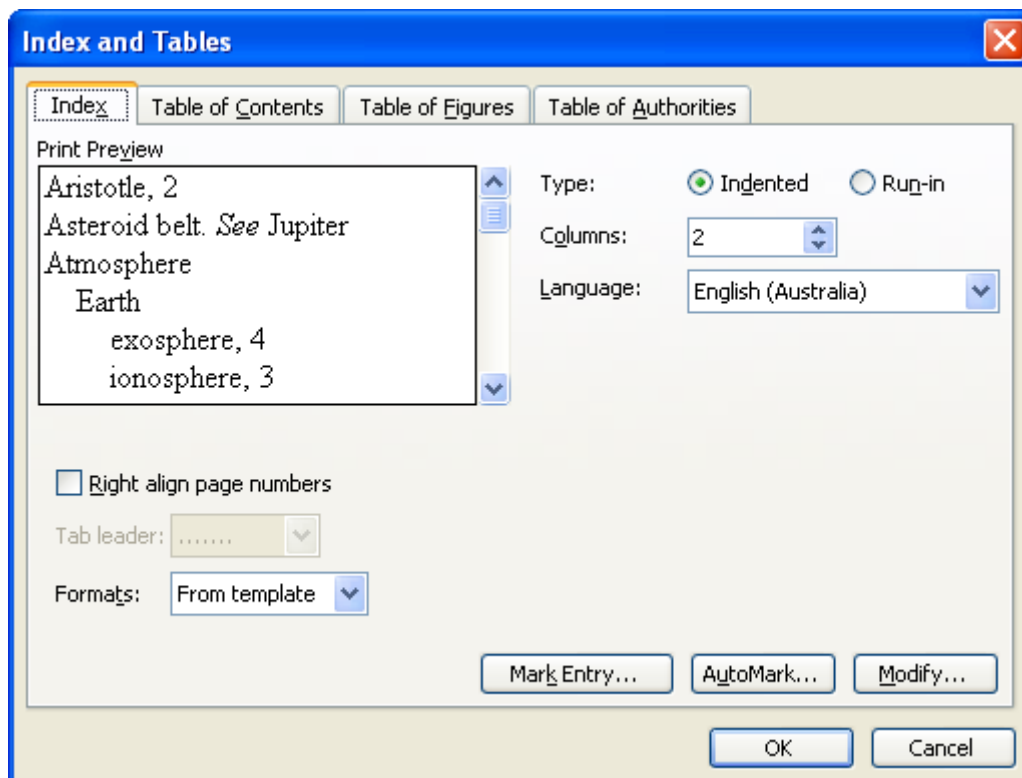 Index and Tables
Index
Table of Contents
Table of Figures
Table of Authorities
Print Preview
Aristotle, 2
Asteroid belt. See Jupiter
Atmosphere
Earth
exosphere, 4
ionosphere, 3
Type:
Indented
Run-in
Columns:
2
Language:
English (Australia)
Right align page numbers
Tab leader:
.......
Formats:
From template
Mark Entry...
AutoMark...
Modify...
OK
Cancel